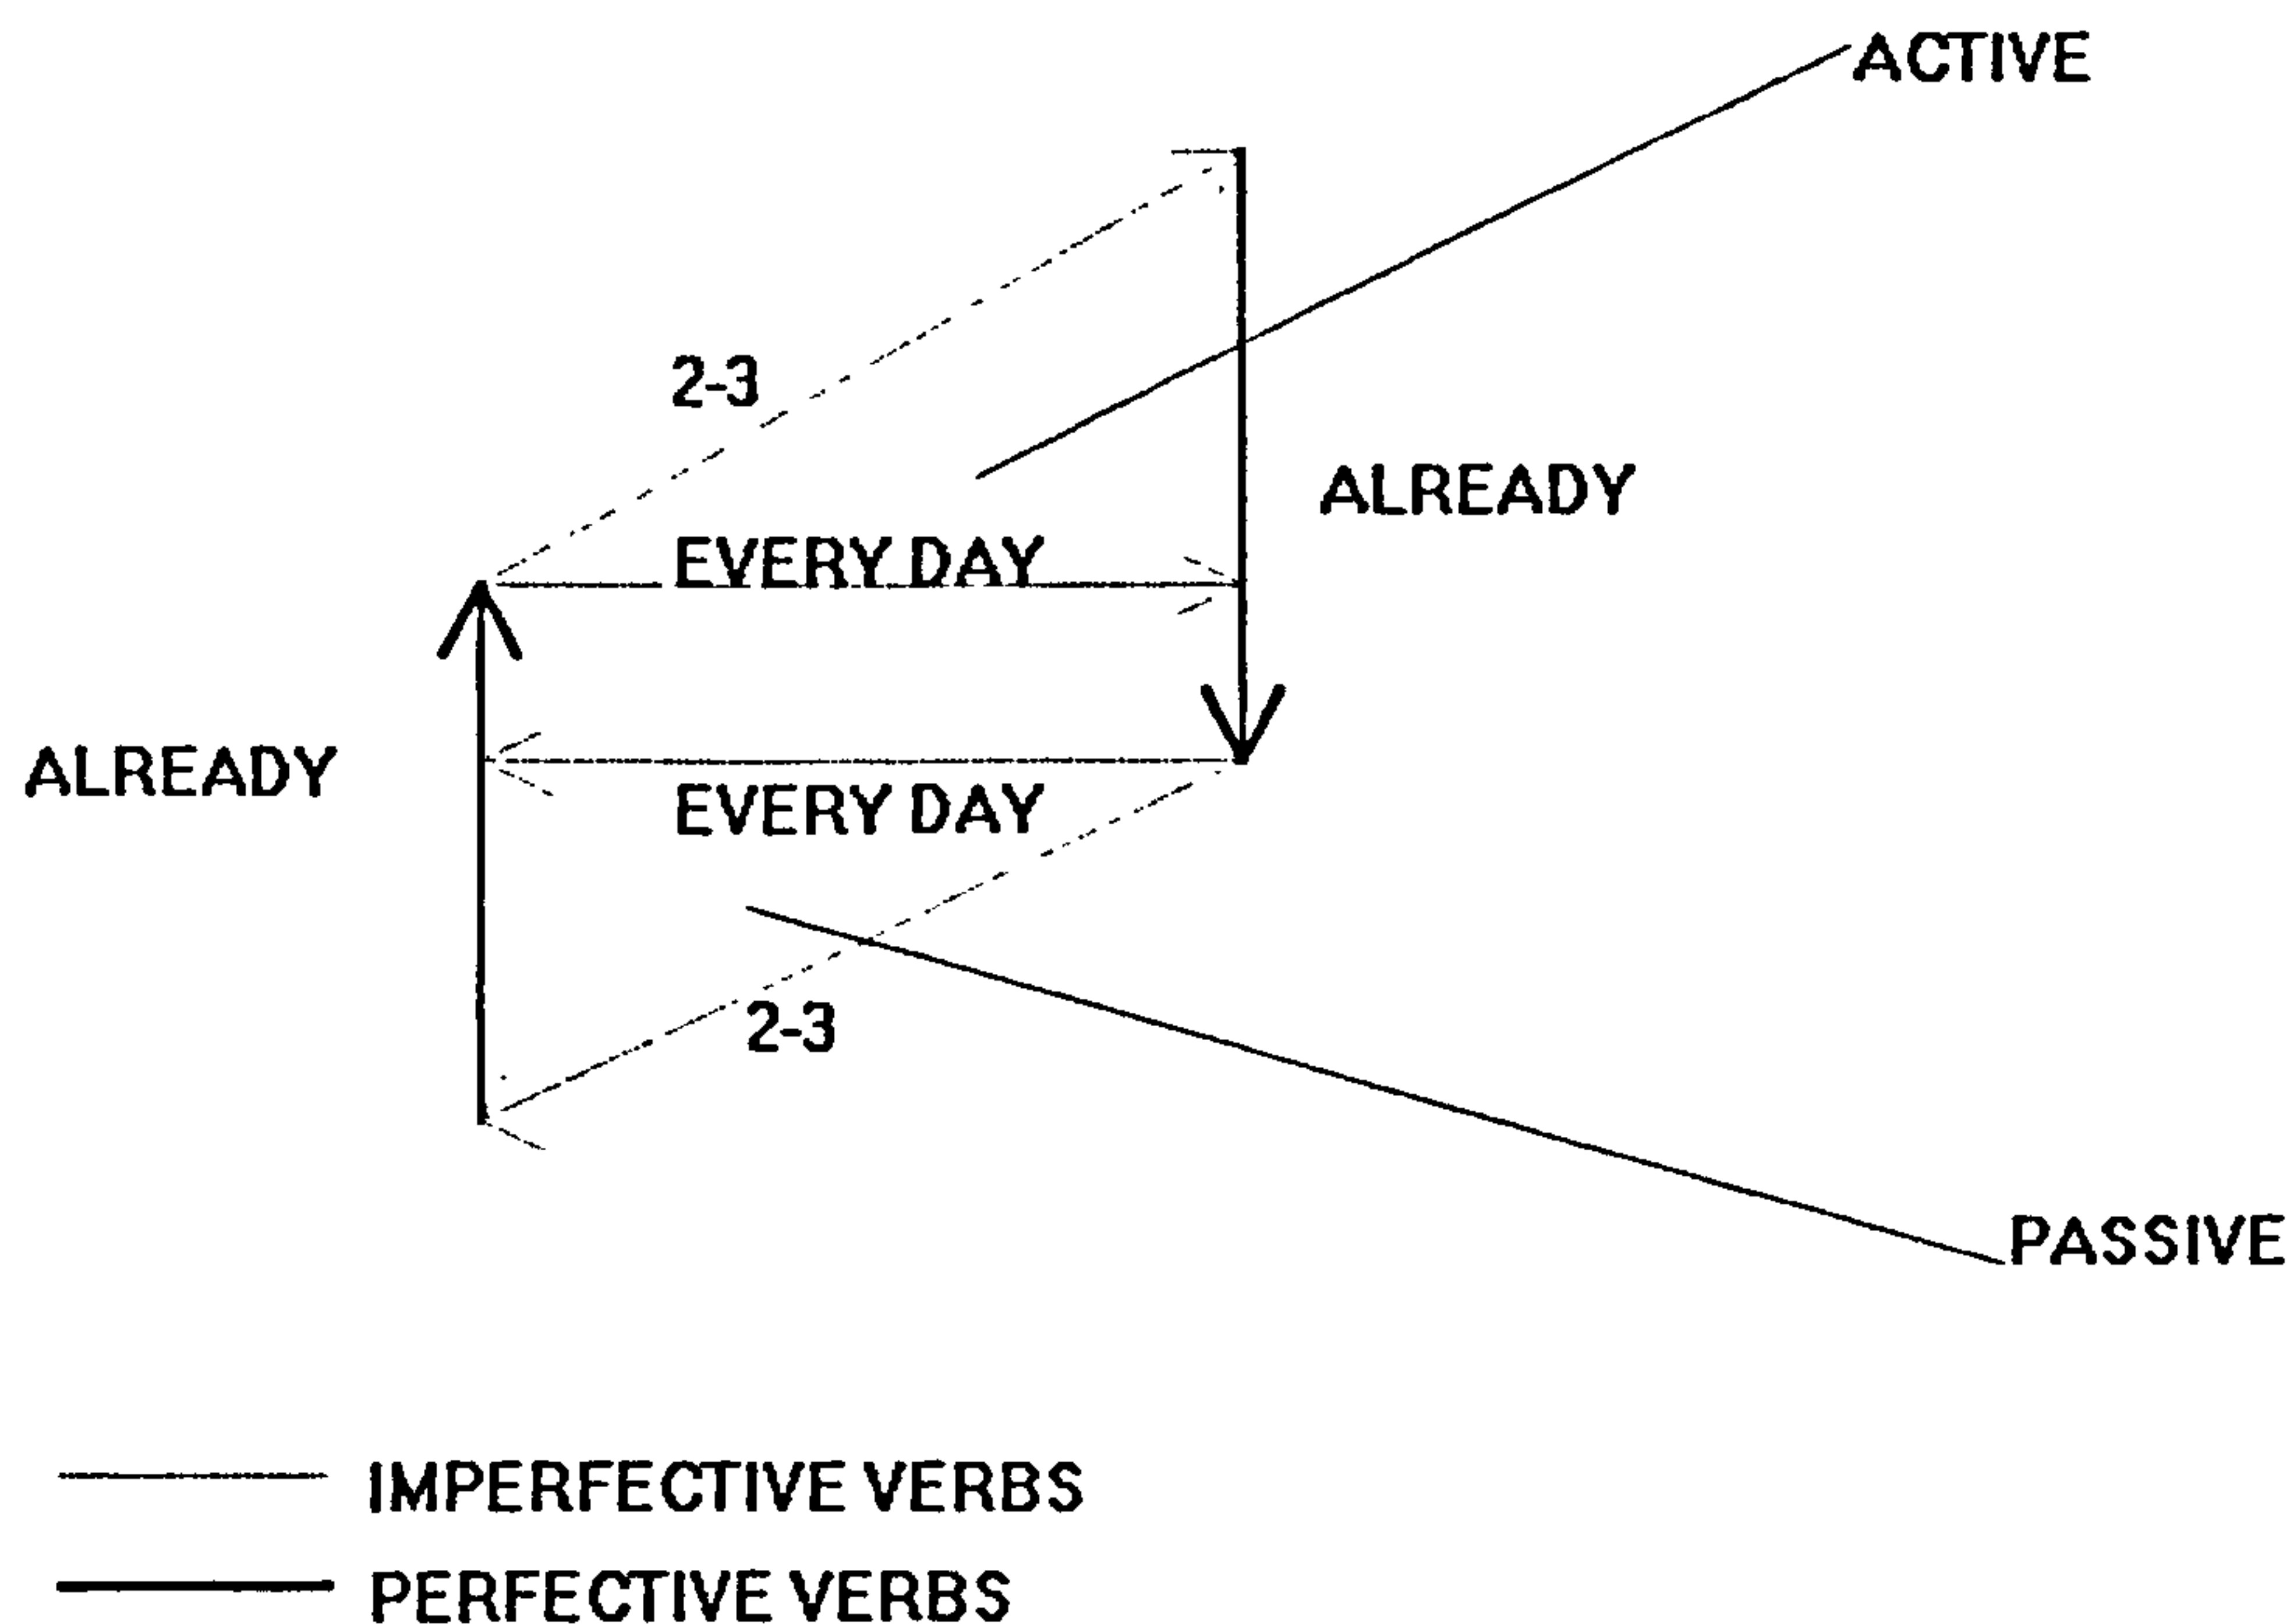 ACTIVE
2-3
ALREADY
EVERY DAY
ALREADY
EVERY DAY
2-3
PASSIVE
IMPERFECTIVE VERBS
PERFECTIVE VERBS